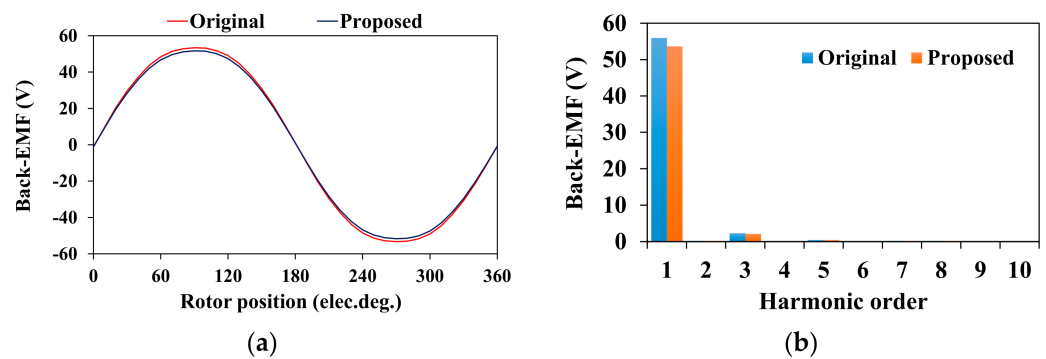 Original Proposed
Back-EMF (V)
60
40
20
0
-20
-40
-60
0 60 120 180 240 300 360
Rotor position (elec.deg.)
(a)
Original Proposed
Back-EMF (V)
60
50
40
30
20
10
0
1 2 3 4 5 6 7 8 9 10
Harmonic order
(b)